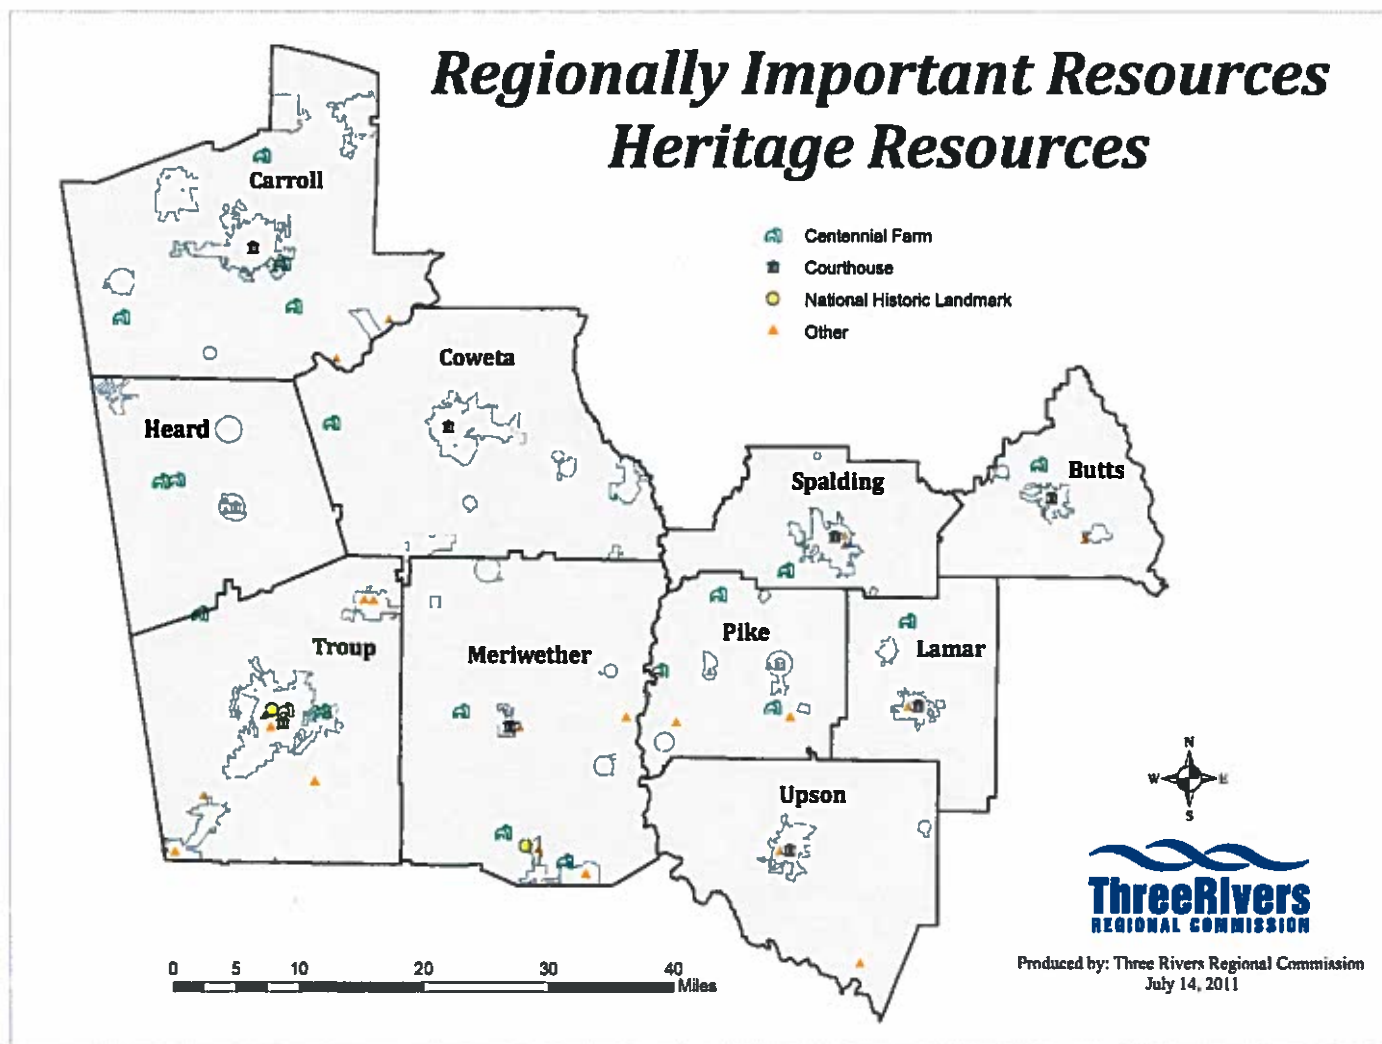 Regionally Important Resources
Heritage Resources
Carroll
Centennial Farm
Courthouse
National Historic Landmark
Other
Coweta
Heard
Butts
Spalding
Pike
Troup
Lamar
Meriwether
N
W E
S
Upson
ThreeRivers
REGIONAL COMMISSION
Produced by: Three Rivers Regional Commission
July 14, 2011
0 5 10 20 30 40
Miles